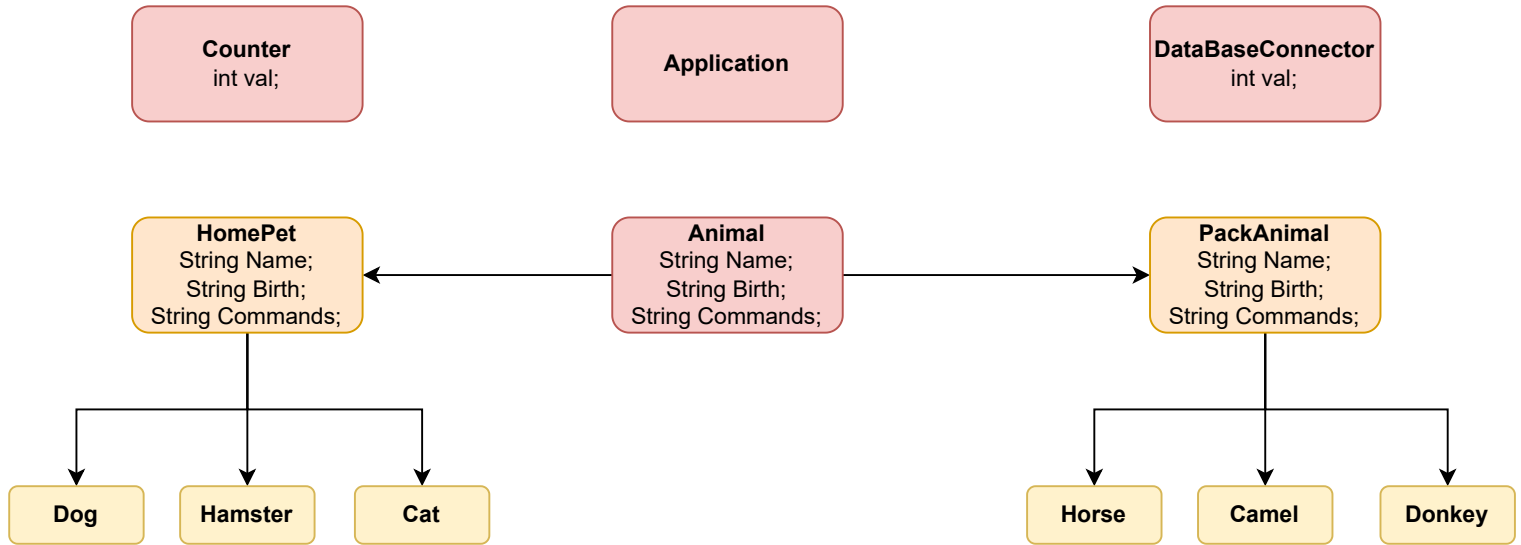 Counter
int val;
Application
DataBaseConnector
int val;
HomePet
String Name;
String Birth;
String Commands;
Animal
String Name;
String Birth;
String Commands;
PackAnimal
String Name;
String Birth;
String Commands;
Dog
Hamster
Cat
Horse
Camel
Donkey